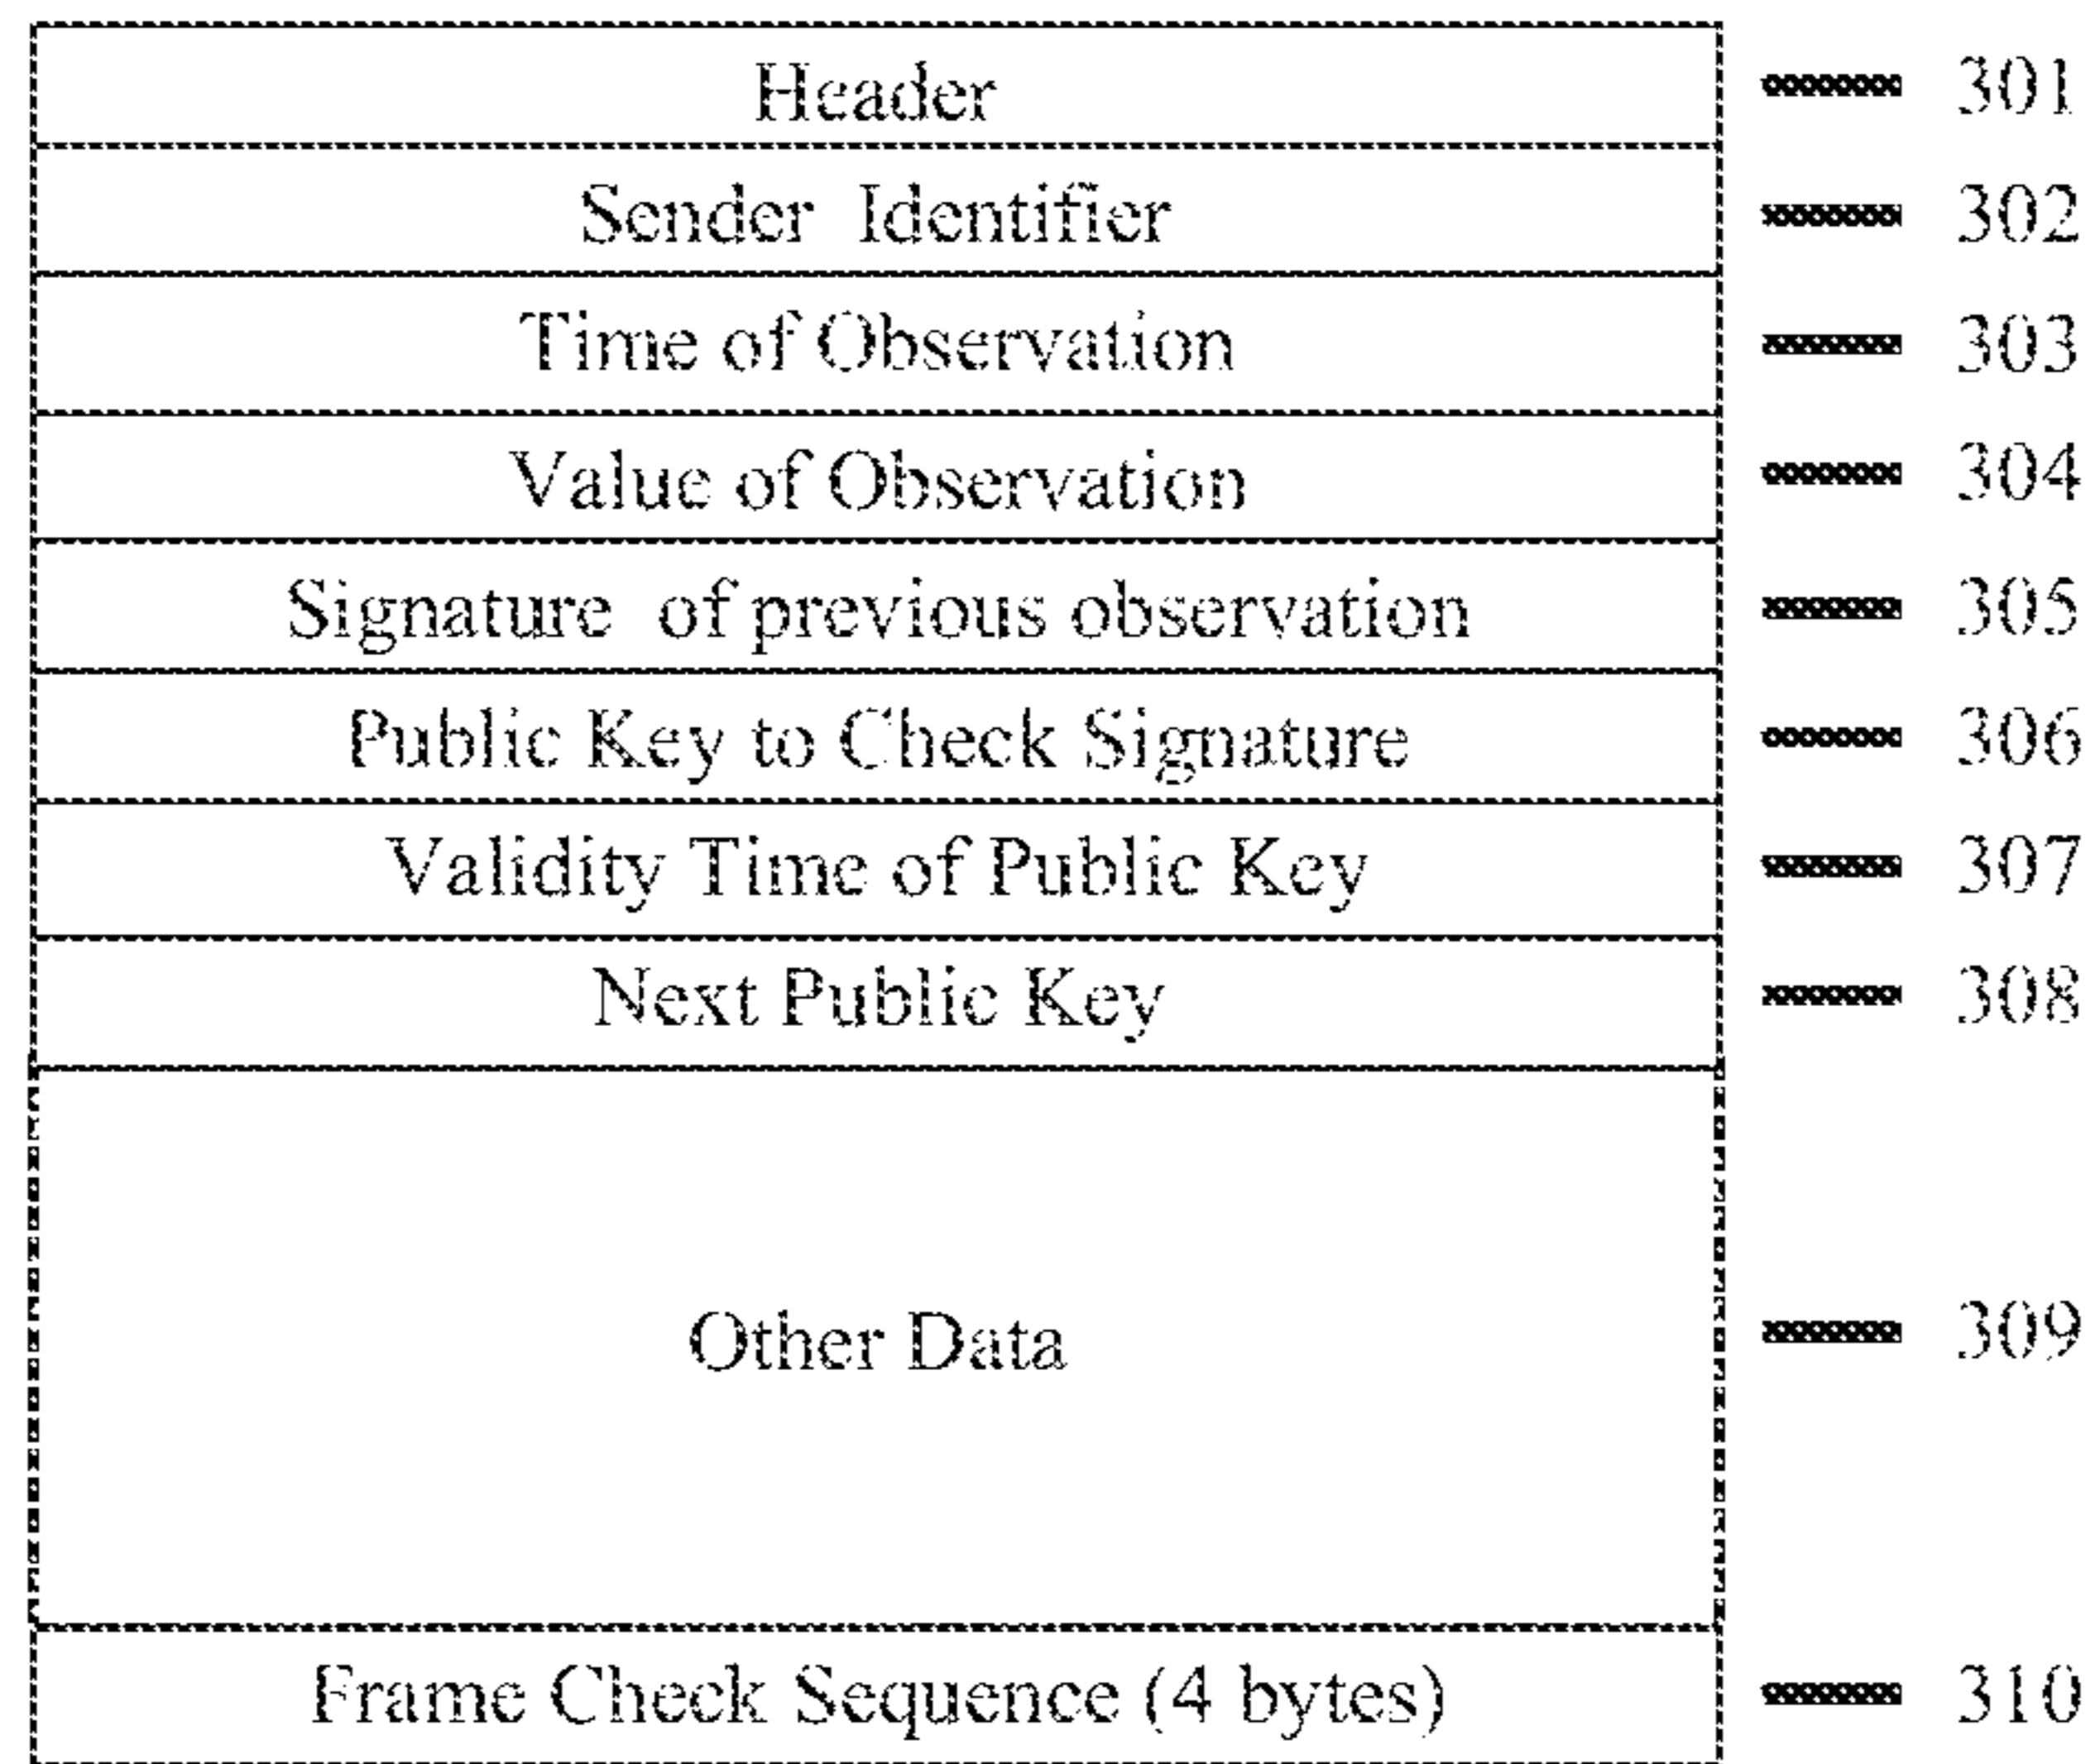 Header 301
Sender Identifier 302
Time of Observation 303
Value of Observation 304
Signature of previous observation 305
Public Key to Check Signature 306
Validity Time of Public Key 307
Next Public Key 308
Other Data 309
Frame Check Sequence (4 bytes) 310